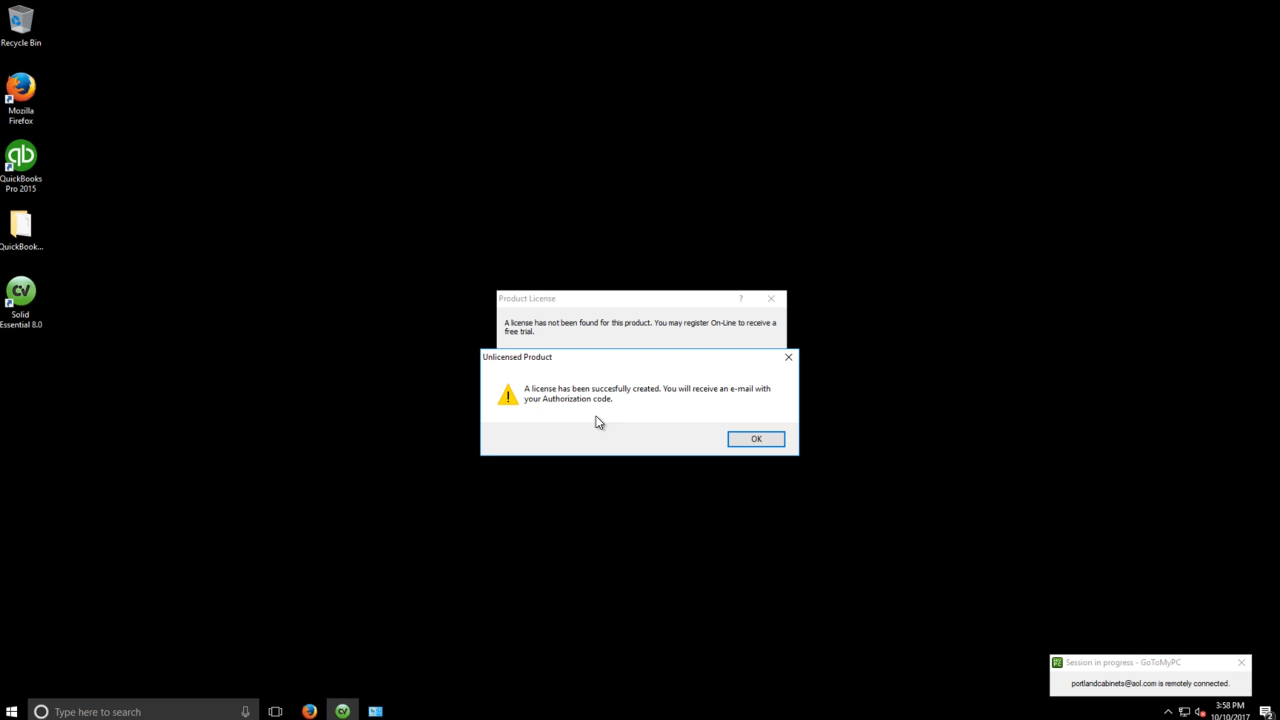 Recycle Bin
Mozilla
Firefox
QuickBooks
Pro 2015
QuickBook...
Solid
Essential 8.0
Product License
?
A license has not been found for this product. You may register On-Line to receive a
free trial.
Unlicensed Product
A license has been succesfully created. You will receive an e-mail with
your Authorization code.
OK
Session in progress - GoToMyPC
portlandcabinets@aol.com is remotely connected.
Type here to search
3:58 PM
10/10/2017